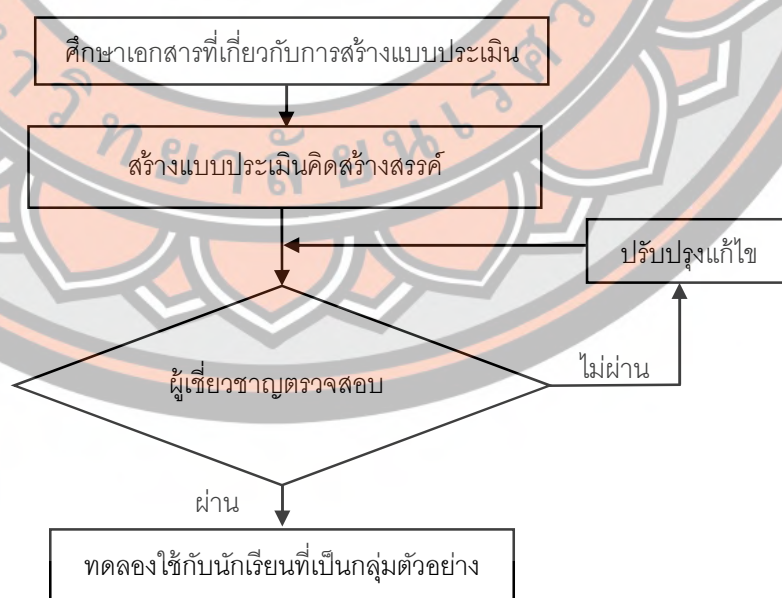 ศึกษาเอกสารที่เกี่ยวกับการสร้างแบบประเมิน
สร้างแบบประเมินคิดสร้างสรรค์
ปรับปรุงแก้ไข
ผู้เชี่ยวชาญตรวจสอบ
ไม่ผ่าน
ผ่าน
ทดลองใช้กับนักเรียนที่เป็นกลุ่มตัวอย่าง